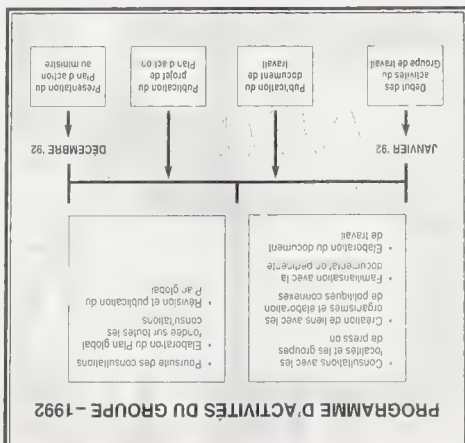 PROGRAMME D'ACTIVITÉS DU GROUPE – 1992
• Consultations avec les
localités et les groupes
de pression
• Création de liens avec les
organismes et élaboration
de politiques connexes
• Familiarisation avec la
documentation pertinente
• Elaboration du document
de travail
• Poursuite des consultations
• Elaboration du Plan global
fondée sur toutes les
consultations
• Révision et publication du
Plan global
JANVIER '92
DÉCEMBRE '92
Debut des
activités du
Groupe de travail
Publication du
document de
travail
Publication du
projet de
Plan d'action
Présentation du
Plan d'action
au ministre